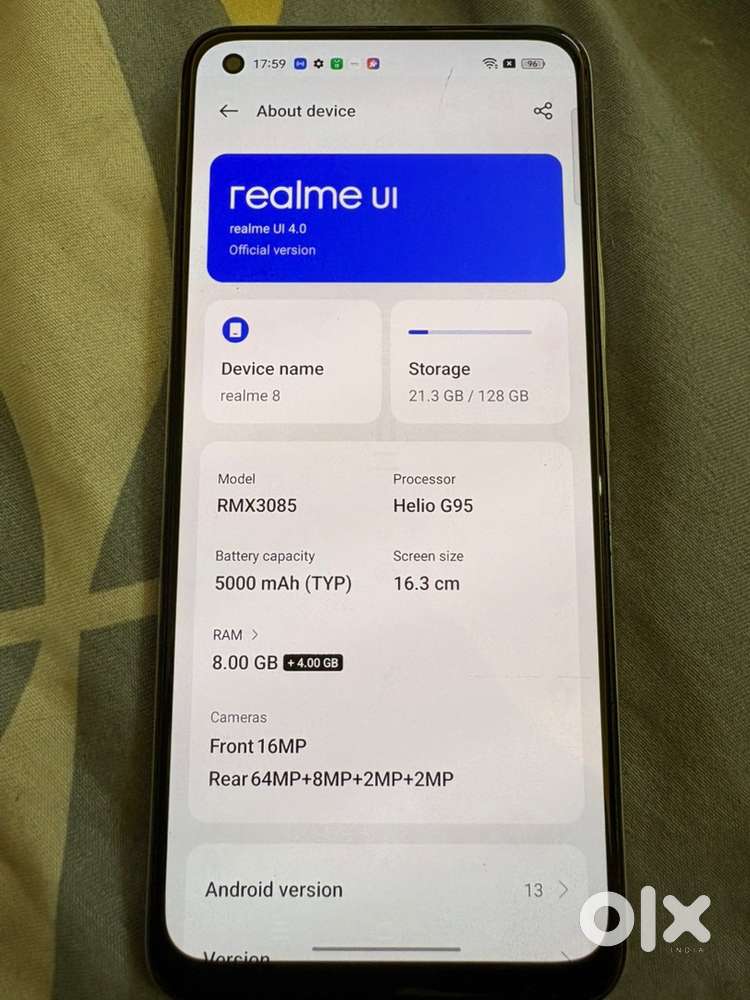 17:59
96
About device
realme UI
realme UI 4.0
Official version
Device name
realme 8
Storage
21.3 GB / 128 GB
Model
RMX3085
Processor
Helio G95
Battery capacity
5000 mAh (TYP)
Screen size
16.3 cm
RAM >
8.00 GB +4.00 GB
Cameras
Front 16MP
Rear 64MP+8MP+2MP+2MP
Android version
13 >
Version
olx
INDIA